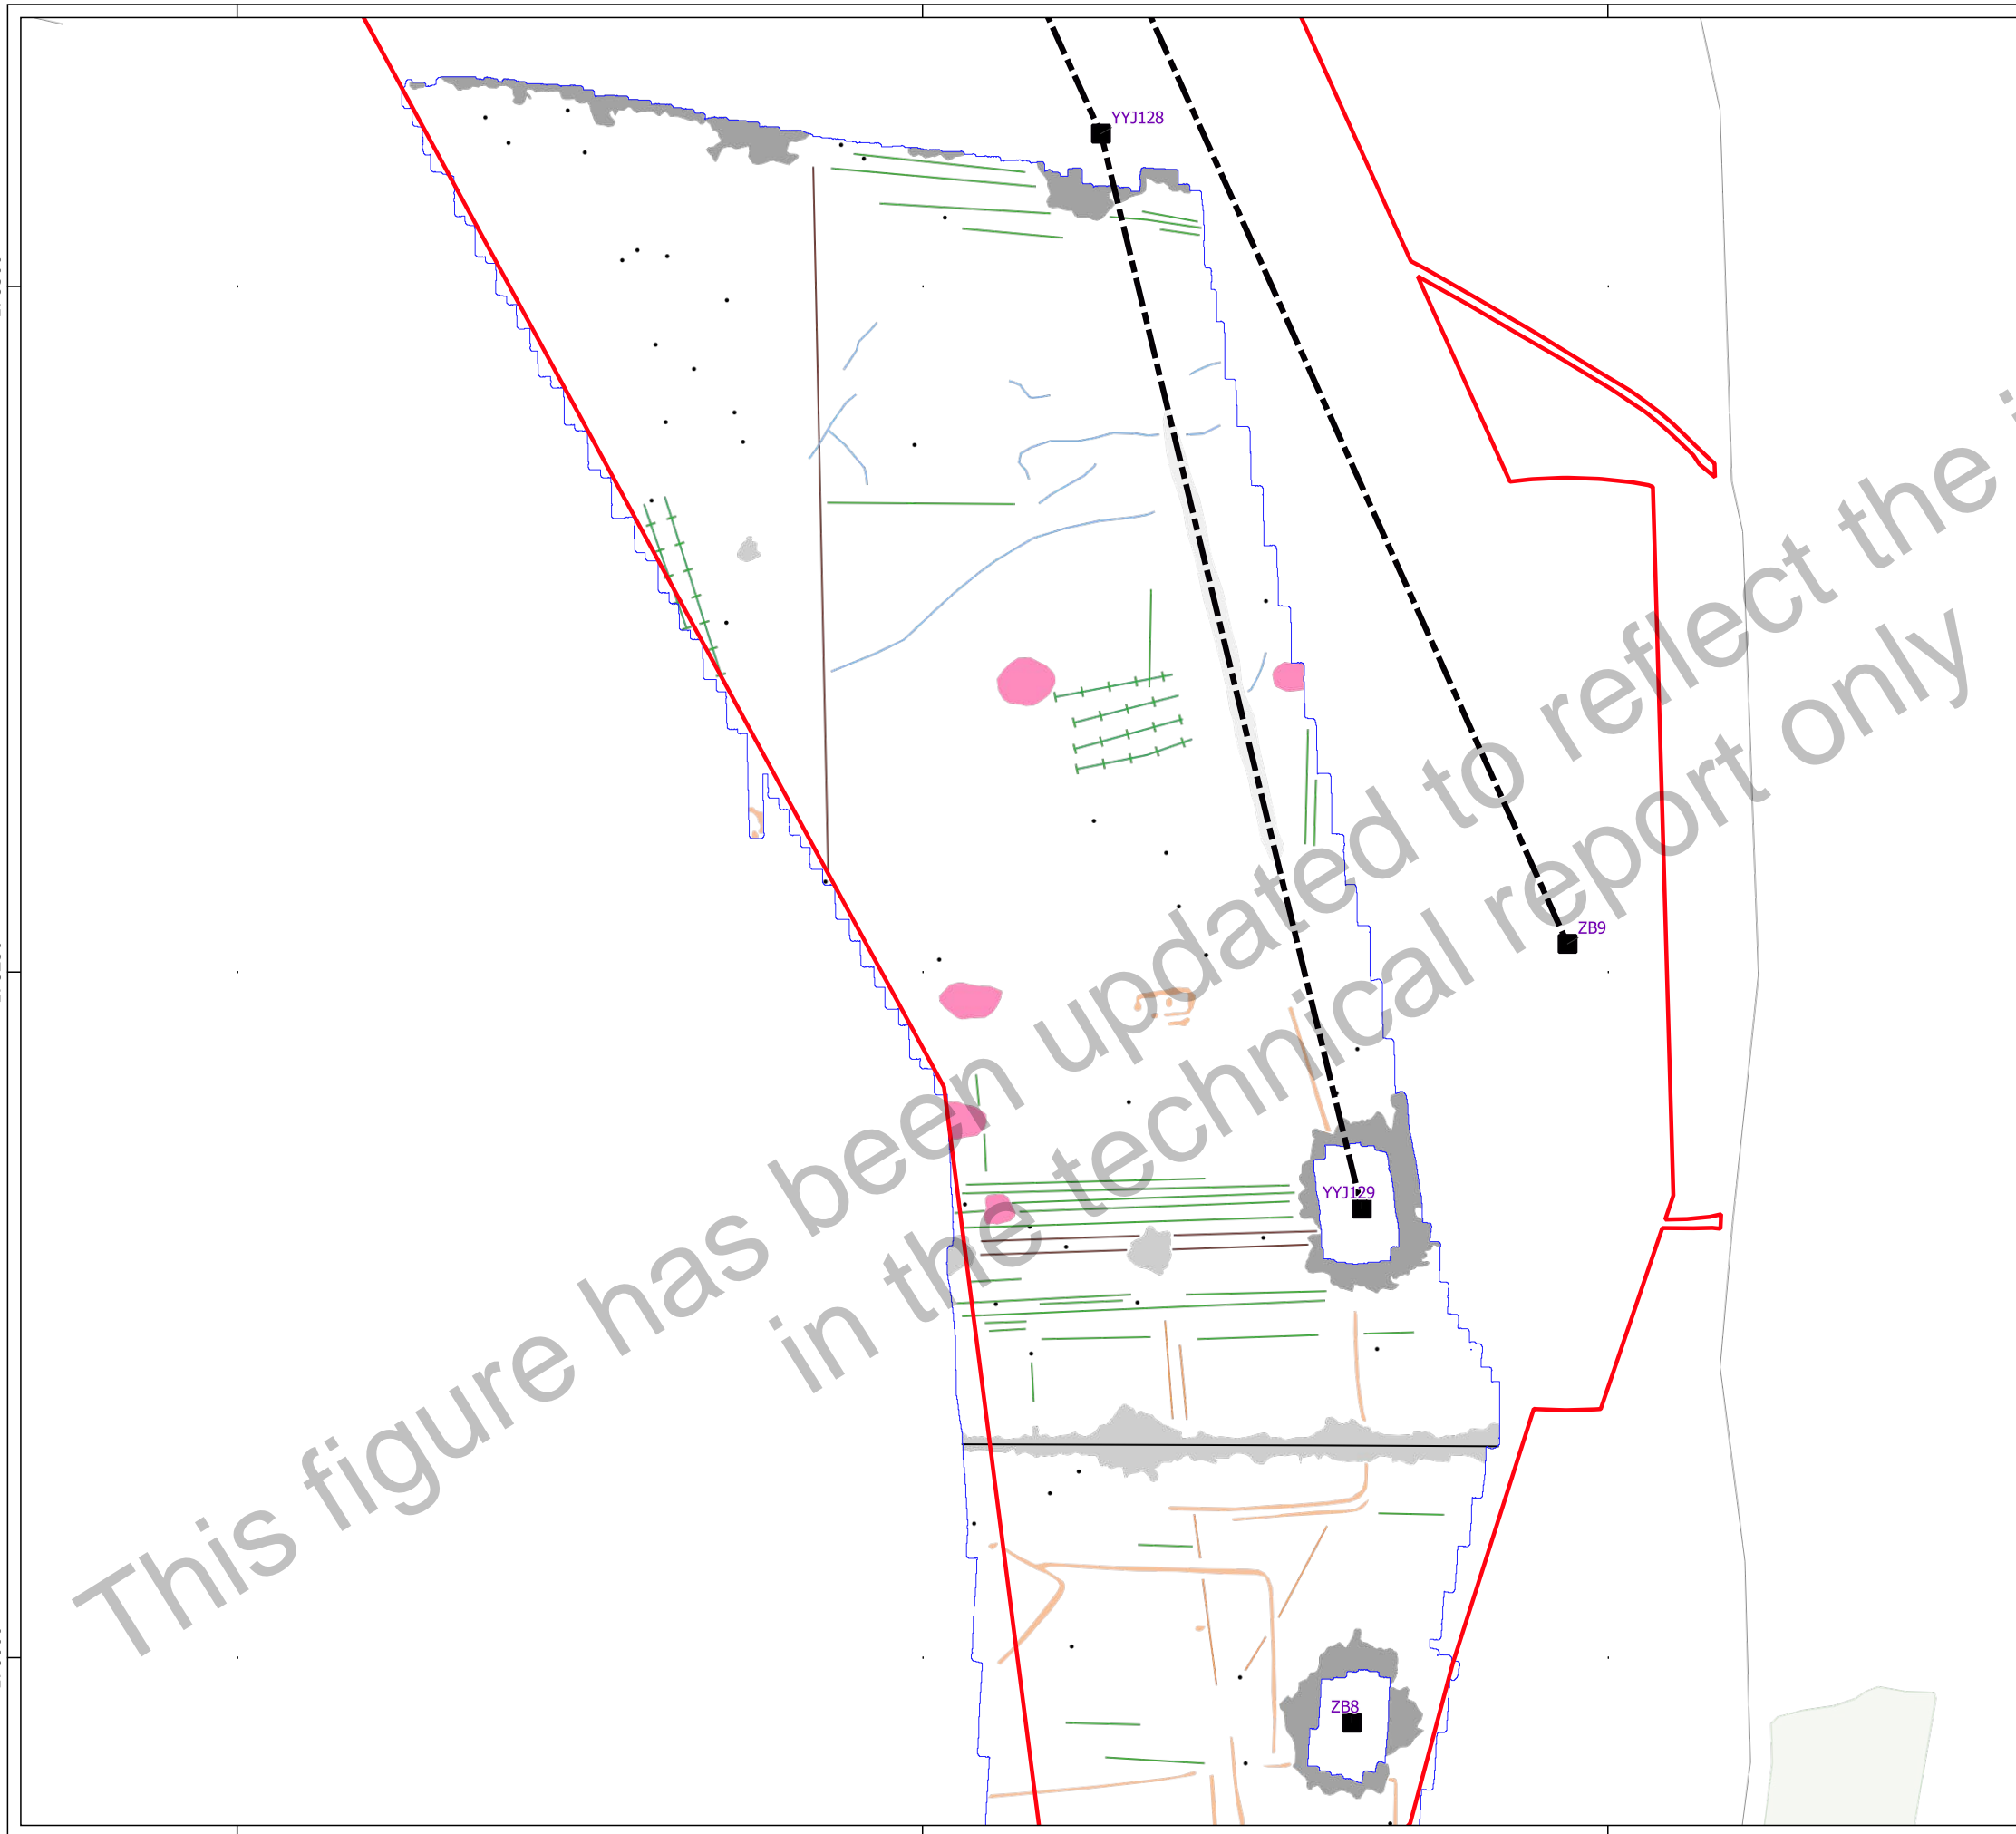 YYJ128
ZB9
YYJ129
ZB8
This figure has been updated to reflect the i
in the technical report only